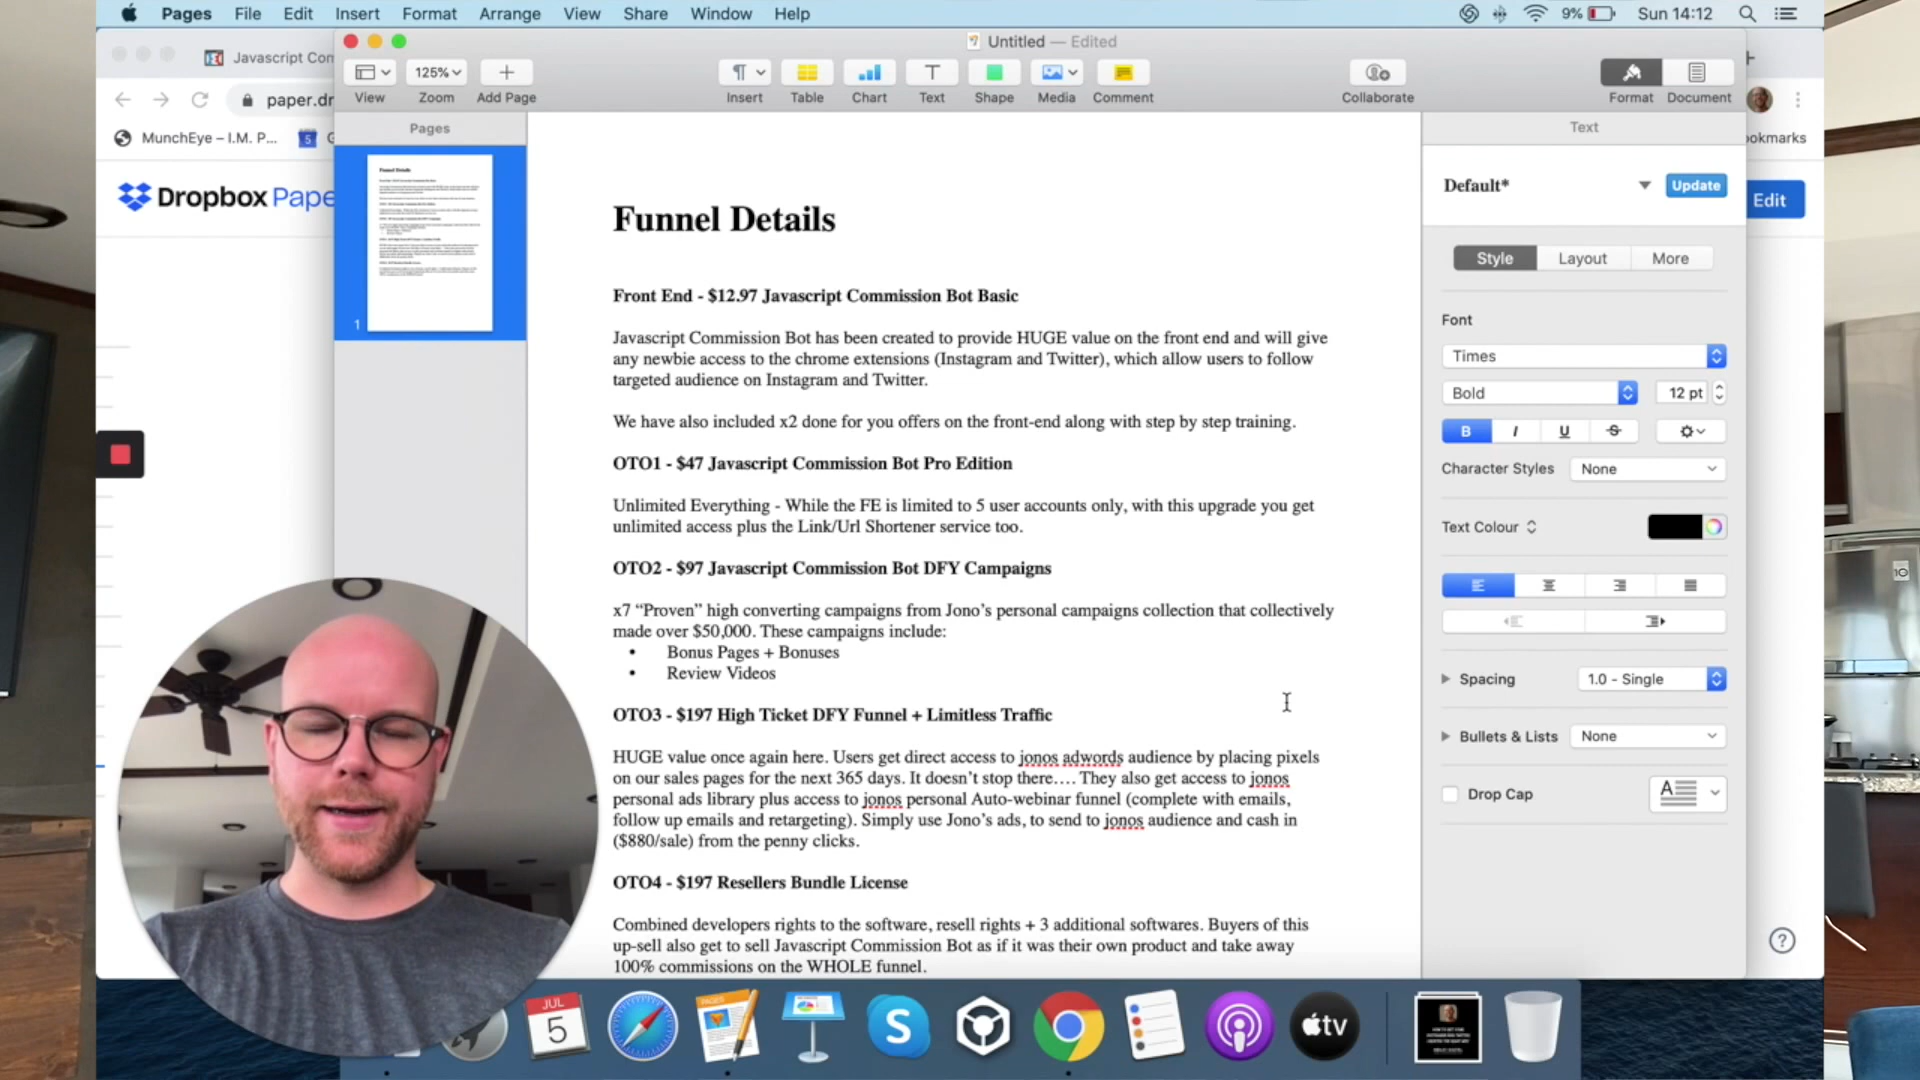 Pages File Edit Insert Format Arrange View Share Window Help
9% Sun 14:12
Untitled — Edited
Javascript Con
125%
View Zoom Add Page Insert Table Chart Text Shape Media Comment Collaborate Format Document
paper.dr
MunchEye – I.M. P...
5
ookmarks
Pages
Text
Dropbox Pape
Default*
Update
Edit
1
Funnel Details
Style Layout More
Front End - $12.97 Javascript Commission Bot Basic
Javascript Commission Bot has been created to provide HUGE value on the front end and will give
any newbie access to the chrome extensions (Instagram and Twitter), which allow users to follow
targeted audience on Instagram and Twitter.
We have also included x2 done for you offers on the front-end along with step by step training.
OTO1 - $47 Javascript Commission Bot Pro Edition
Unlimited Everything - While the FE is limited to 5 user accounts only, with this upgrade you get
unlimited access plus the Link/Url Shortener service too.
OTO2 - $97 Javascript Commission Bot DFY Campaigns
x7 “Proven” high converting campaigns from Jono’s personal campaigns collection that collectively
made over $50,000. These campaigns include:
• Bonus Pages + Bonuses
• Review Videos
OTO3 - $197 High Ticket DFY Funnel + Limitless Traffic
HUGE value once again here. Users get direct access to jonos adwords audience by placing pixels
on our sales pages for the next 365 days. It doesn’t stop there…. They also get access to jonos
personal ads library plus access to jonos personal Auto-webinar funnel (complete with emails,
follow up emails and retargeting). Simply use Jono’s ads, to send to jonos audience and cash in
($880/sale) from the penny clicks.
OTO4 - $197 Resellers Bundle License
Combined developers rights to the software, resell rights + 3 additional softwares. Buyers of this
up-sell also get to sell Javascript Commission Bot as if it was their own product and take away
100% commissions on the WHOLE funnel.
Font
Times
Bold
12 pt
B I U S
Character Styles None
Text Colour
Spacing 1.0 - Single
Bullets & Lists None
Drop Cap
A
?
JUL
5
PAGES
S
tv